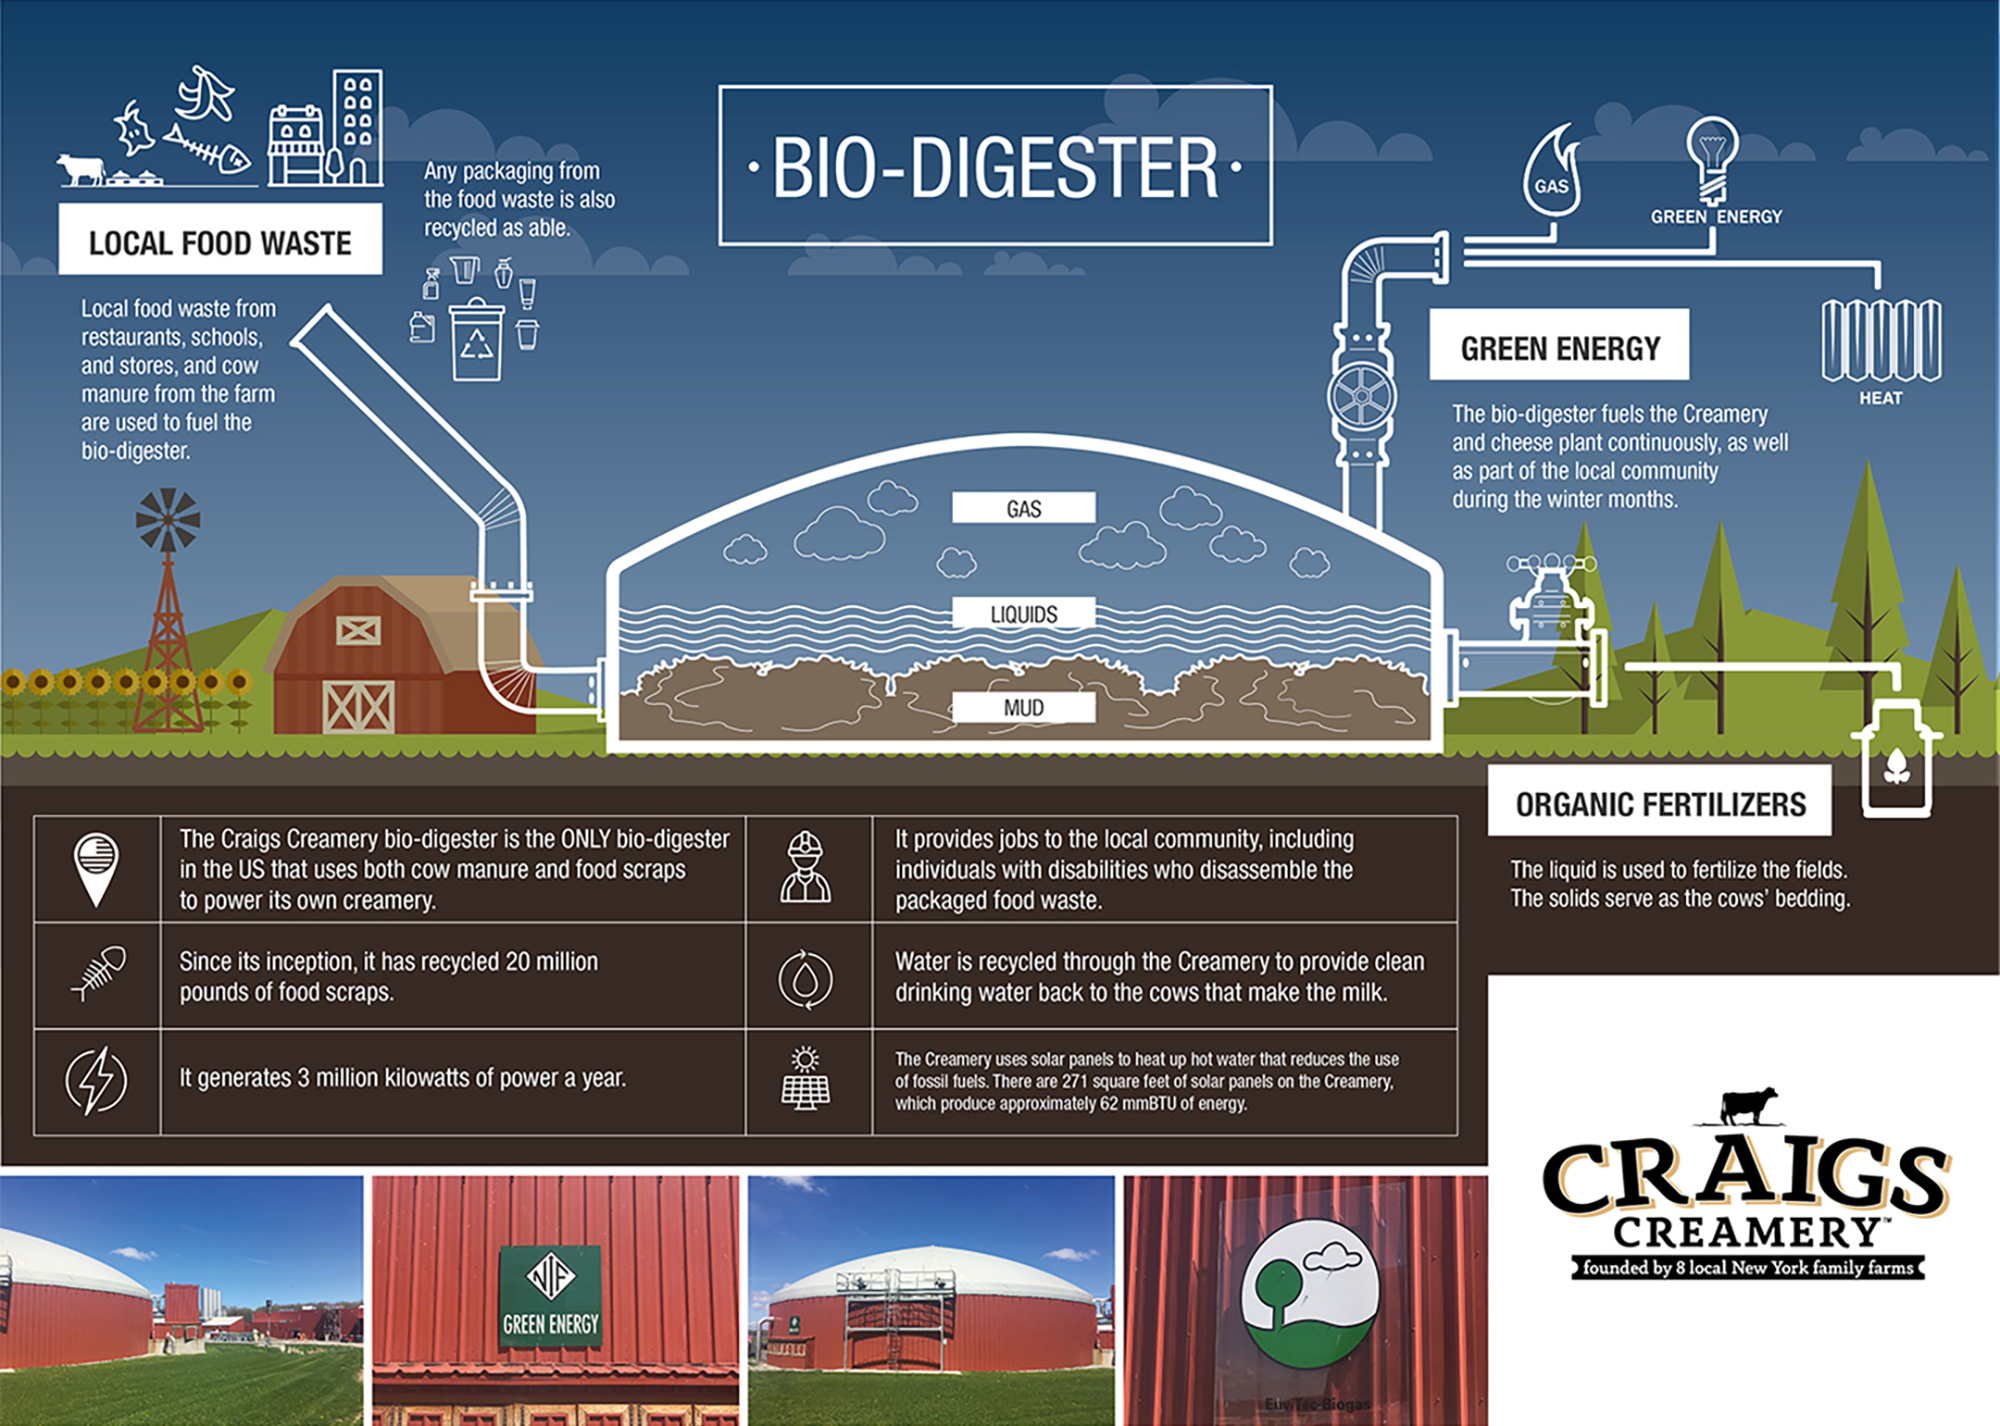 BIO-DIGESTER
LOCAL FOOD WASTE
Local food waste from
restaurants, schools,
and stores, and cow
manure from the farm
are used to fuel the
bio-digester.
Any packaging from
the food waste is also
recycled as able.
GAS
LIQUIDS
MUD
GAS
GREEN ENERGY
HEAT
GREEN ENERGY
The bio-digester fuels the Creamery
and cheese plant continuously, as well
as part of the local community
during the winter months.
ORGANIC FERTILIZERS
The liquid is used to fertilize the fields.
The solids serve as the cows' bedding.
The Craigs Creamery bio-digester is the ONLY bio-digester
in the US that uses both cow manure and food scraps
to power its own creamery.
Since its inception, it has recycled 20 million
pounds of food scraps.
It generates 3 million kilowatts of power a year.
It provides jobs to the local community, including
individuals with disabilities who disassemble the
packaged food waste.
Water is recycled through the Creamery to provide clean
drinking water back to the cows that make the milk.
The Creamery uses solar panels to heat up hot water that reduces the use
of fossil fuels. There are 271 square feet of solar panels on the Creamery,
which produce approximately 62 mmBTU of energy.
NIF
GREEN ENERGY
EnviTec-Biogas
CRAIGS
CREAMERY™
founded by 8 local New York family farms